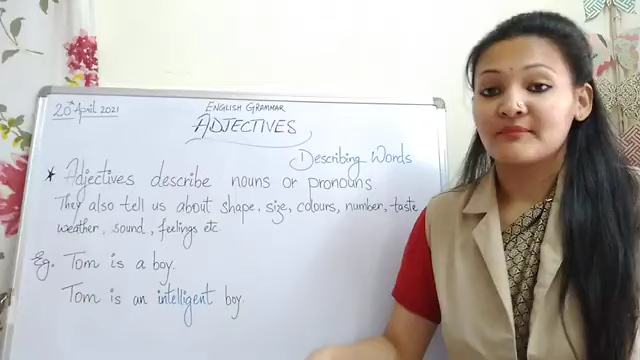 20th April 2021
ENGLISH GRAMMAR
ADJECTIVES
Describing Words
* Adjectives describe nouns or pronouns
They also tell us about shape, size, colours, number, taste
weather, sound, feelings etc.
Eg. Tom is a boy.
Tom is an intelligent boy.